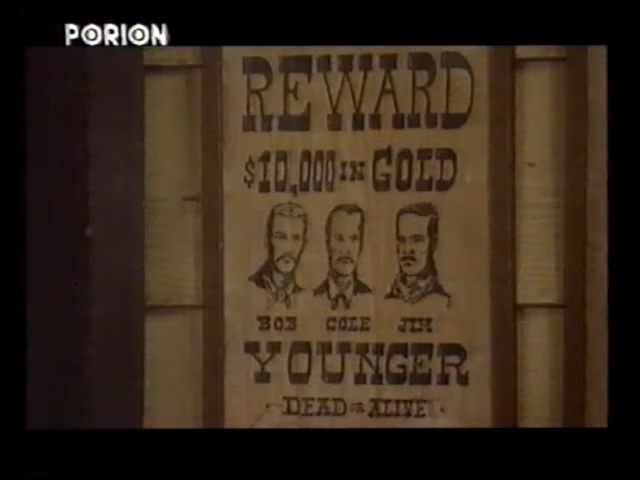 PORION
REWARD
$10,000 IN GOLD
BOB COLE JIM
YOUNGER
DEAD OR ALIVE